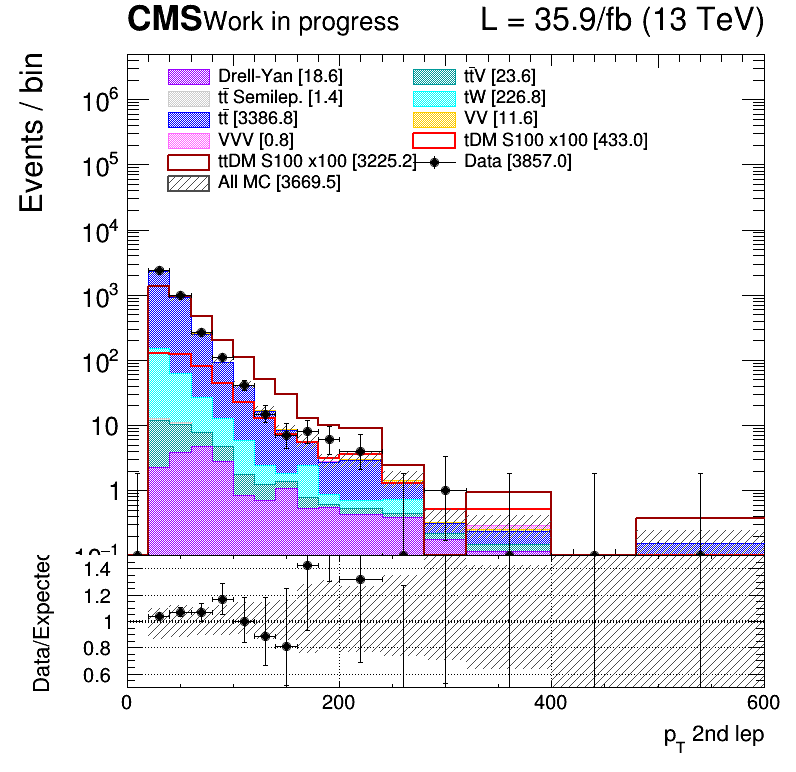 CMS Work in progress L = 35.9/fb (13 TeV)
Events / bin
Drell-Yan [18.6] tt̄V [23.6]
tt̄ Semilep. [1.4] tW [226.8]
tt̄ [3386.8] VV [11.6]
VVV [0.8] tDM S100 x100 [433.0]
ttDM S100 x100 [3225.2] Data [3857.0]
All MC [3669.5]
10⁶
10⁵
10⁴
10³
10²
10
1
10⁻¹
Data/Expected
1.4
1.2
1
0.8
0.6
0 200 400 600
p_T 2nd lep